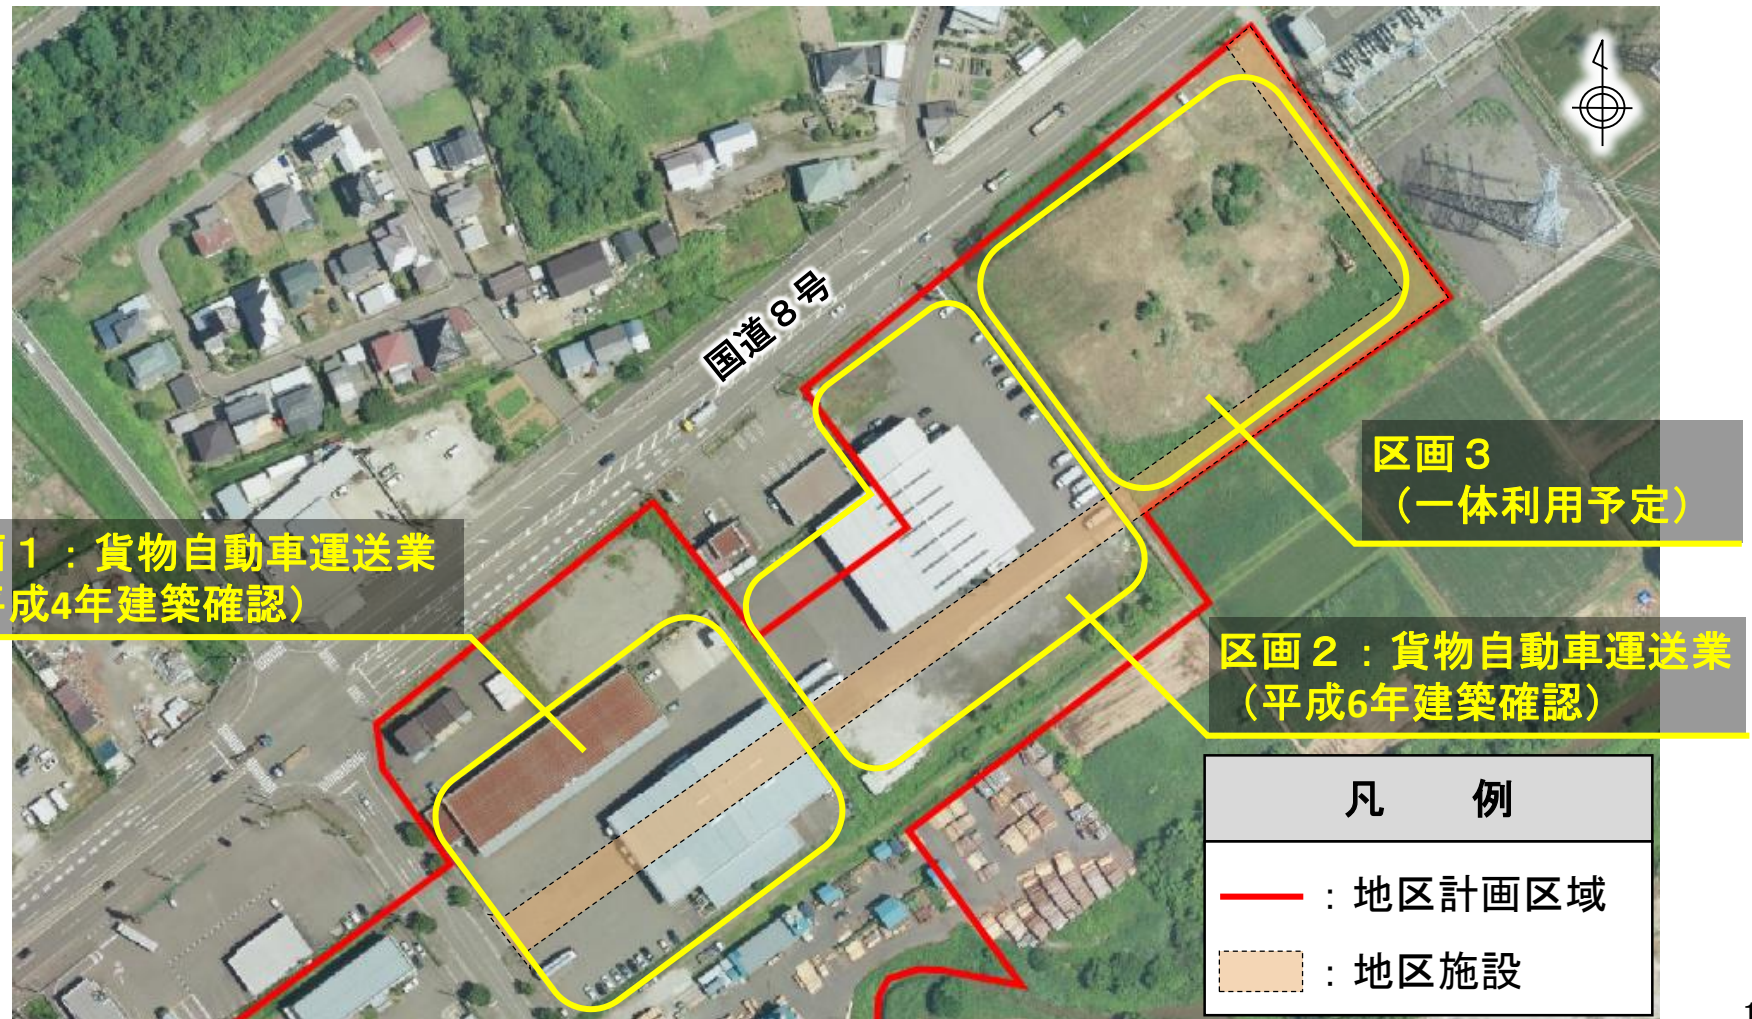 国道８号
区画３
（一体利用予定）
画１：貨物自動車運送業
平成4年建築確認）
区画２：貨物自動車運送業
（平成6年建築確認）
凡　例
：地区計画区域
：地区施設
1